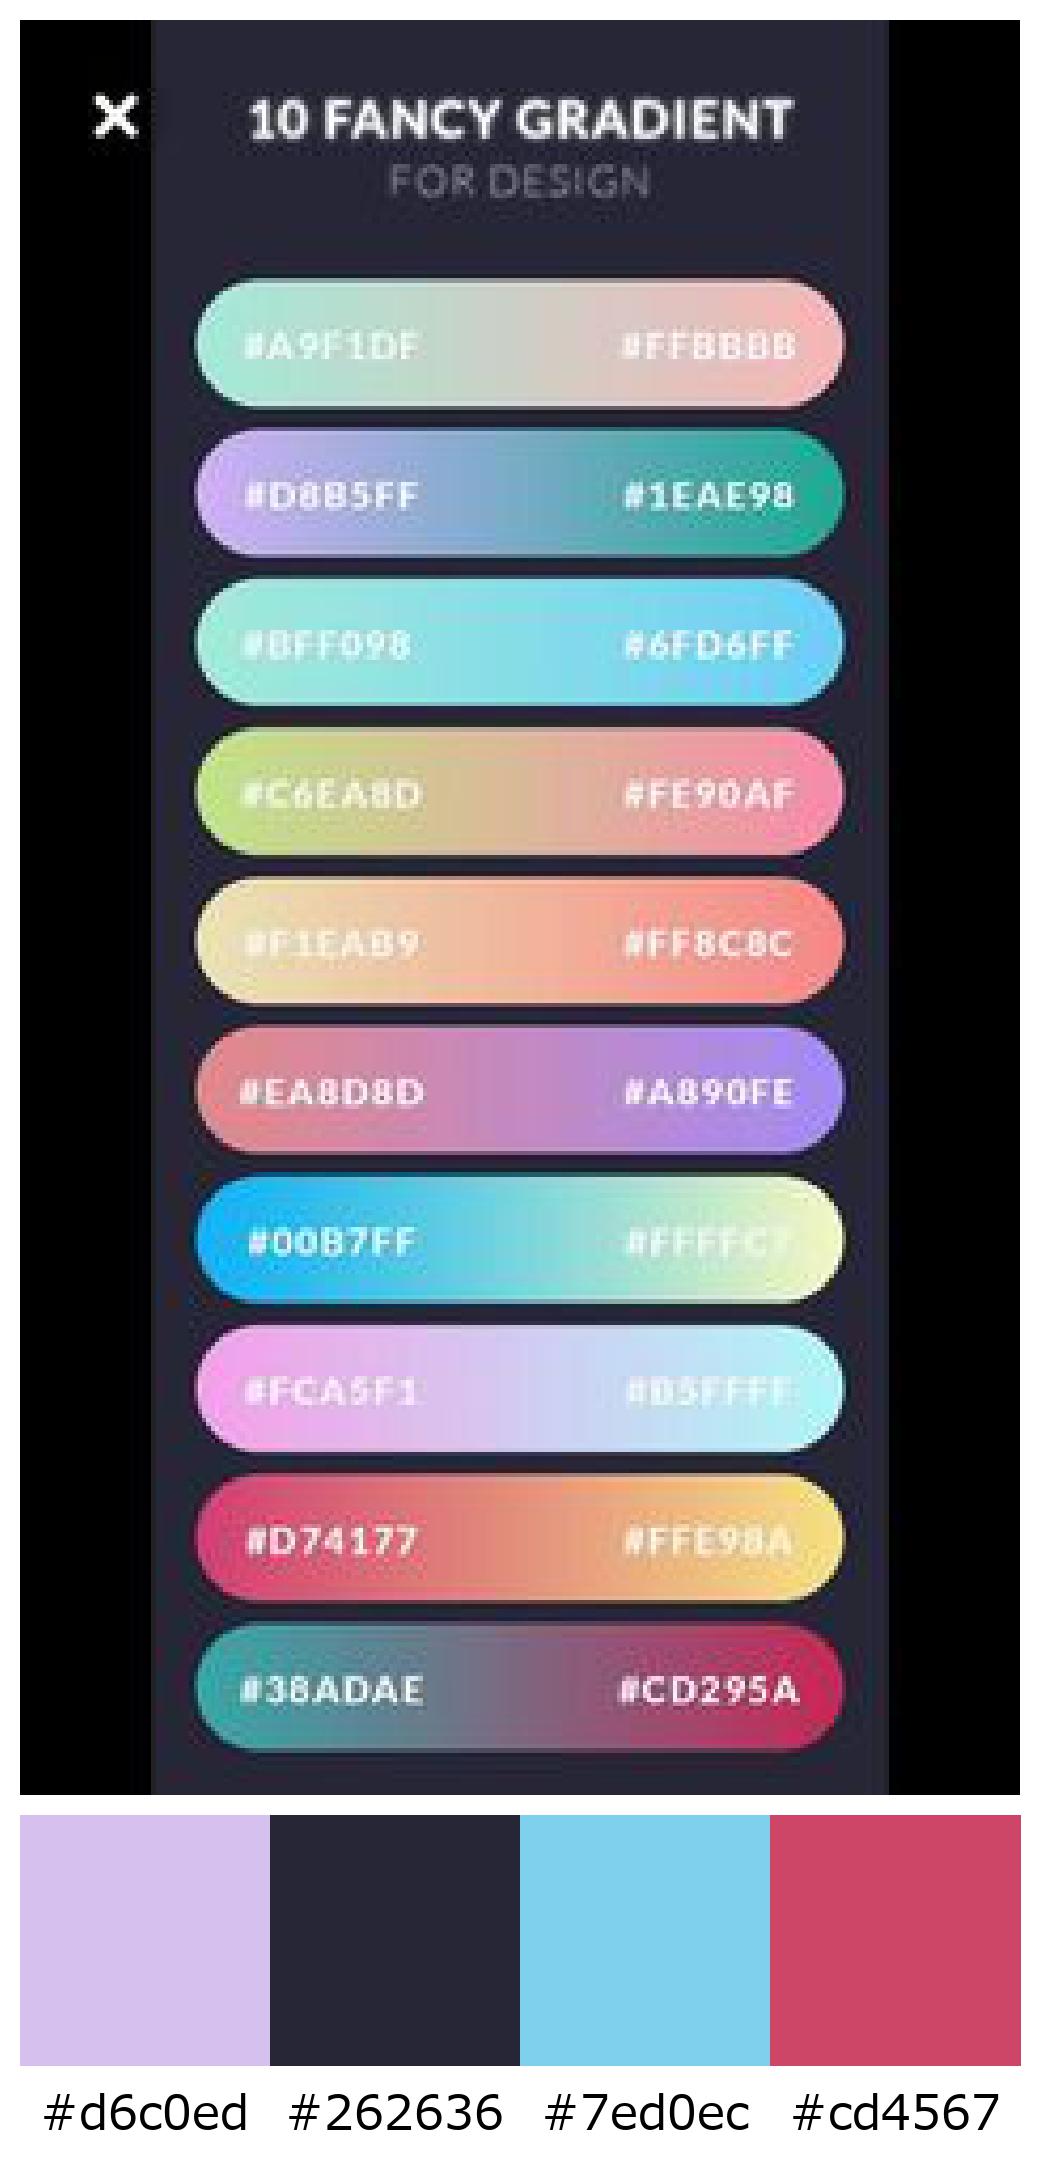 10 FANCY GRADIENT
FOR DESIGN
#A9F1DF #FFBBBB
#D8B5FF #1EAE98
#BFF098 #6FD6FF
#C6EA8D #FE90AF
#F1EAB9 #FF8C8C
#EA8D8D #A890FE
#00B7FF #FFFFC7
#FCA5F1 #B5FFFF
#D74177 #FFE98A
#38ADAE #CD295A
#d6c0ed #262636 #7ed0ec #cd4567